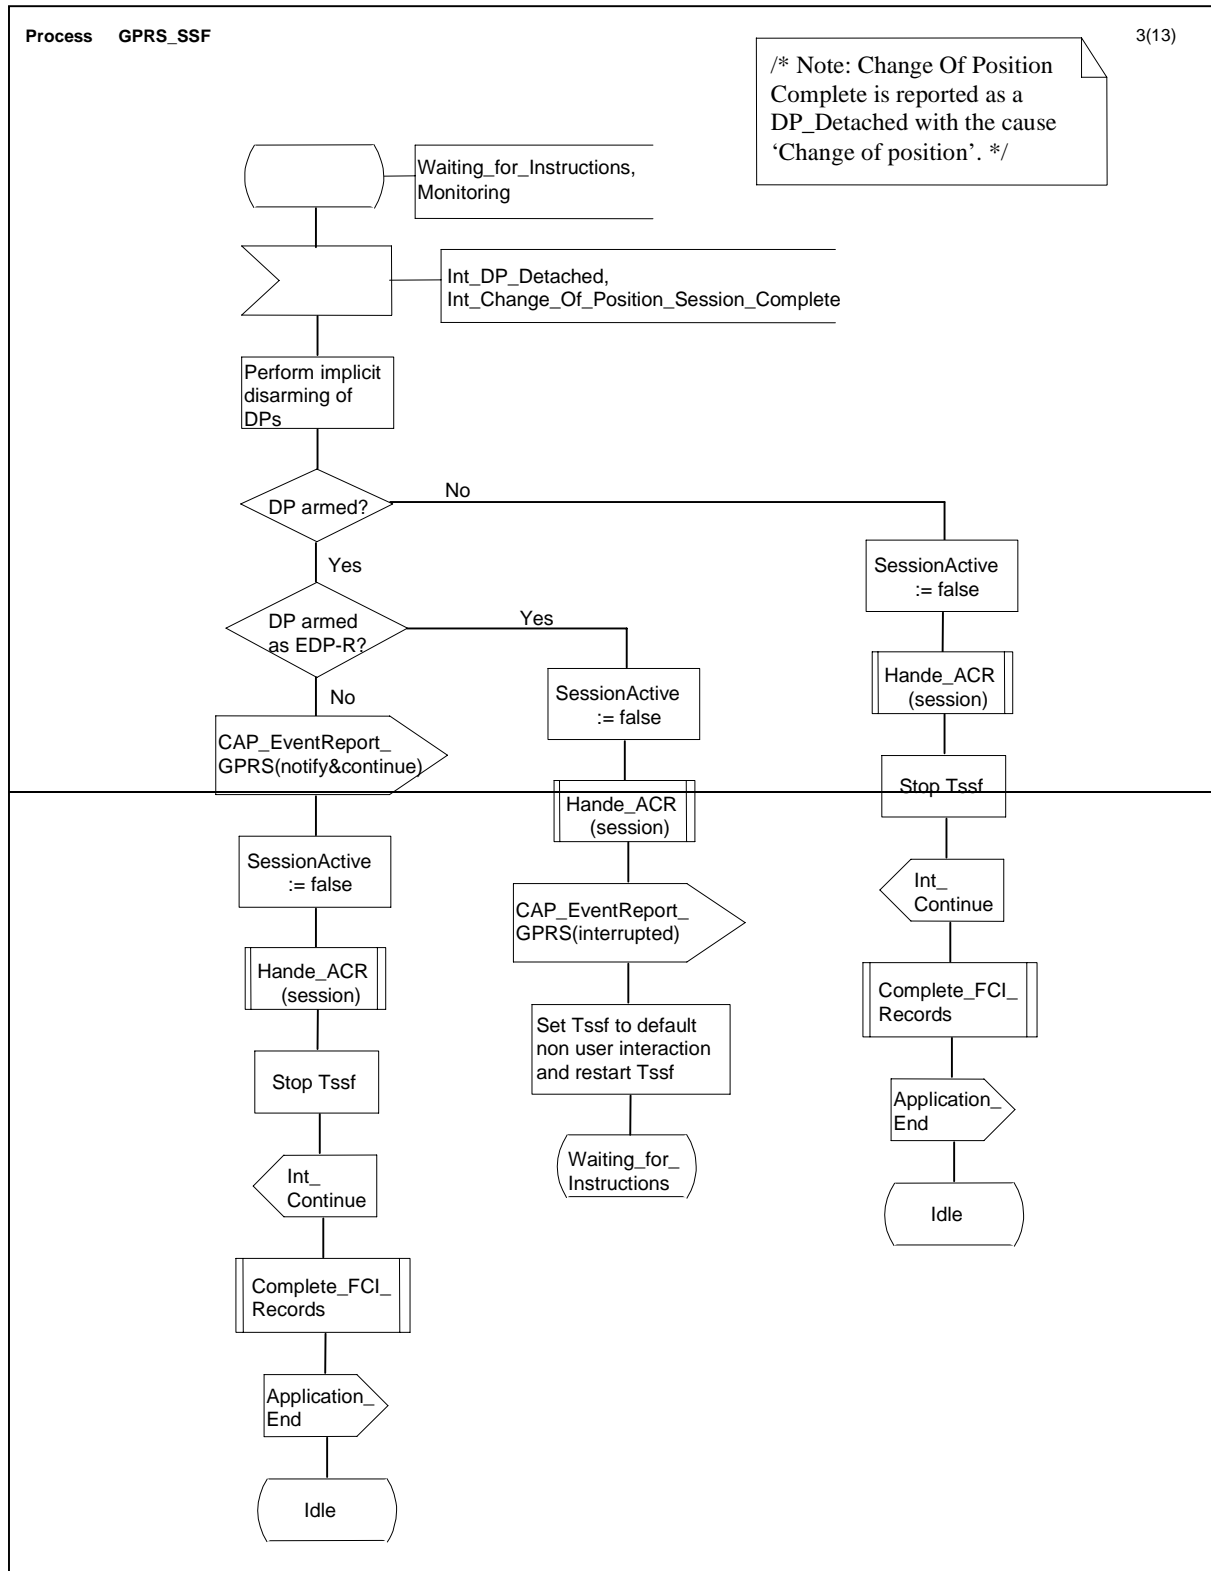 Process GPRS_SSF
3(13)
/* Note: Change Of Position
Complete is reported as a
DP_Detached with the cause
‘Change of position’. */
Waiting_for_Instructions,
Monitoring
Int_DP_Detached,
Int_Change_Of_Position_Session_Complete
Perform implicit
disarming of
DPs
DP armed?
No
Yes
DP armed
as EDP-R?
Yes
No
CAP_EventReport_
GPRS(notify&continue)
SessionActive
:= false
Hande_ACR
(session)
Stop Tssf
Int_
Continue
Complete_FCI_
Records
Application_
End
Idle
SessionActive
:= false
Hande_ACR
(session)
CAP_EventReport_
GPRS(interrupted)
Set Tssf to default
non user interaction
and restart Tssf
Waiting_for_
Instructions
SessionActive
:= false
Hande_ACR
(session)
Stop Tssf
Int_
Continue
Complete_FCI_
Records
Application_
End
Idle